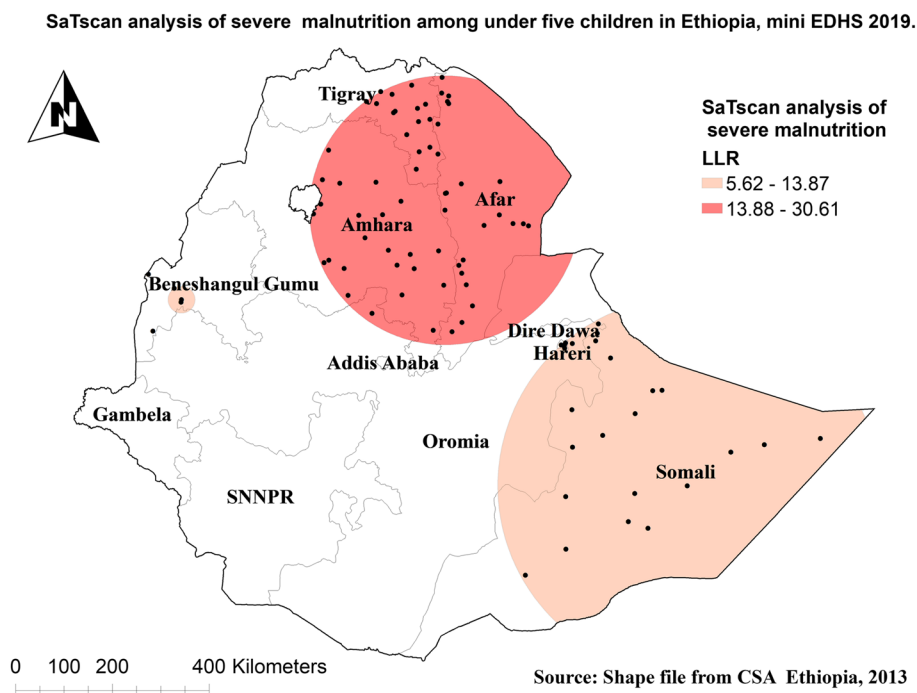 SaTscan analysis of severe  malnutrition among under five children in Ethiopia, mini EDHS 2019.
N
Tigray
SaTscan analysis of
severe malnutrition
LLR
5.62 - 13.87
13.88 - 30.61
Afar
Amhara
Beneshangul Gumu
Dire Dawa
Hareri
Addis Ababa
Gambela
Oromia
Somali
SNNPR
0 100 200 400 Kilometers
Source: Shape file from CSA  Ethiopia, 2013